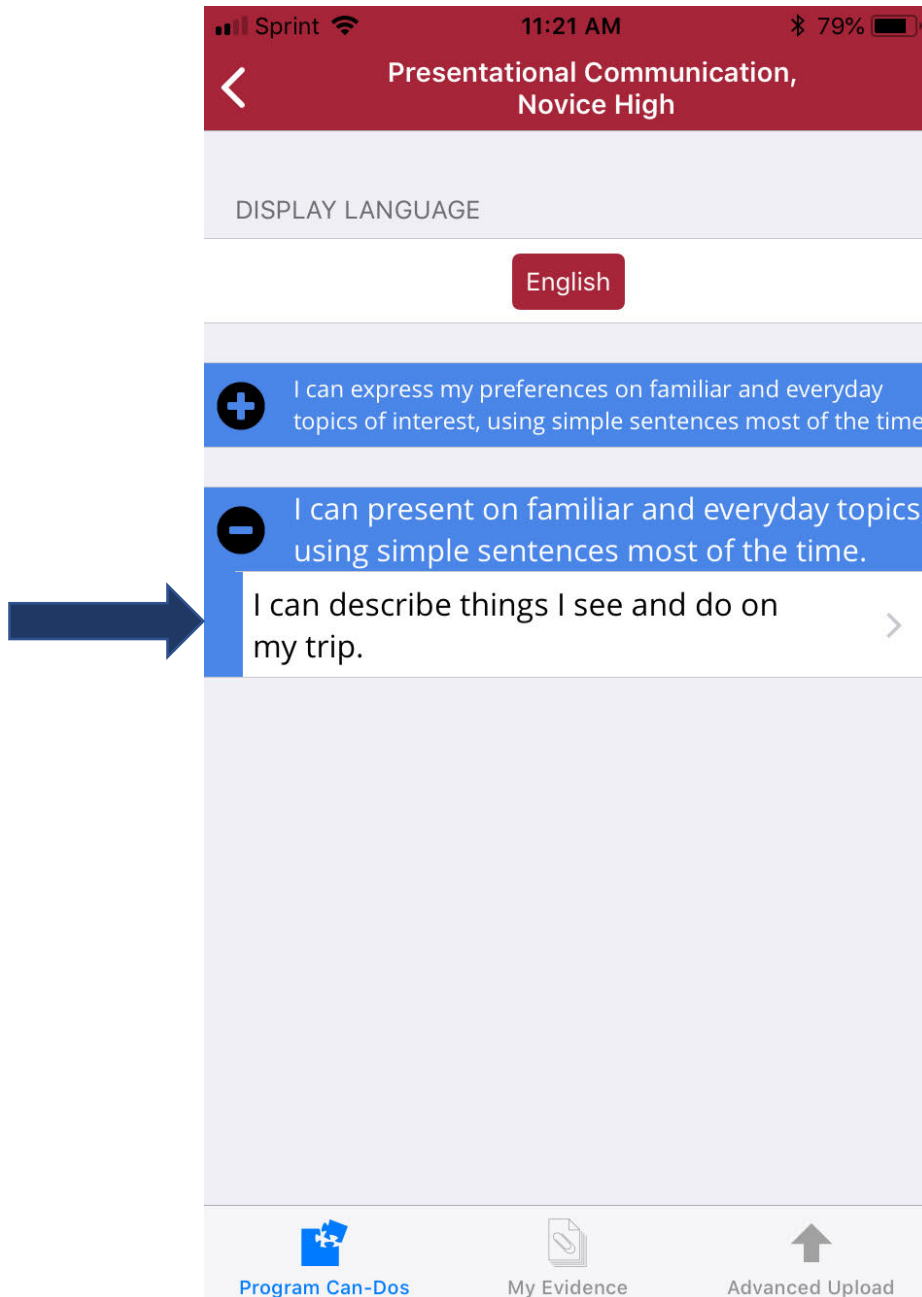 Sprint 11:21 AM 79%
Presentational Communication,
Novice High
DISPLAY LANGUAGE
English
I can express my preferences on familiar and everyday
topics of interest, using simple sentences most of the time
I can present on familiar and everyday topics
using simple sentences most of the time.
I can describe things I see and do on
my trip.
Program Can-Dos My Evidence Advanced Upload